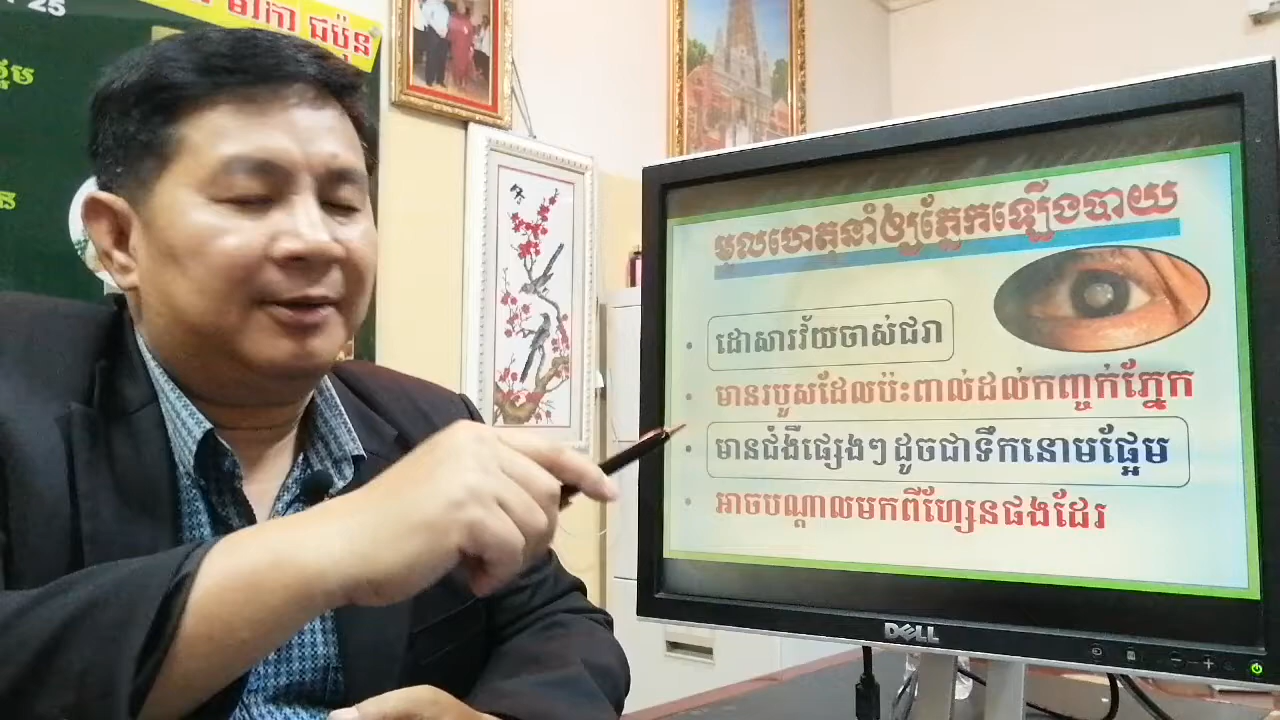 25
មូលហេតុនាំឲ្យភ្នែកឡើងបាយ
ដោសារវ័យចាស់ជរា
មានរបួសដែលប៉ះពាល់ដល់កញ្ចក់ភ្នែក
មានជំងឺផ្សេងៗ ដូចជាទឹកនោមផ្អែម
អាចបណ្តាលមកពីហ្សែនផងដែរ
DELL